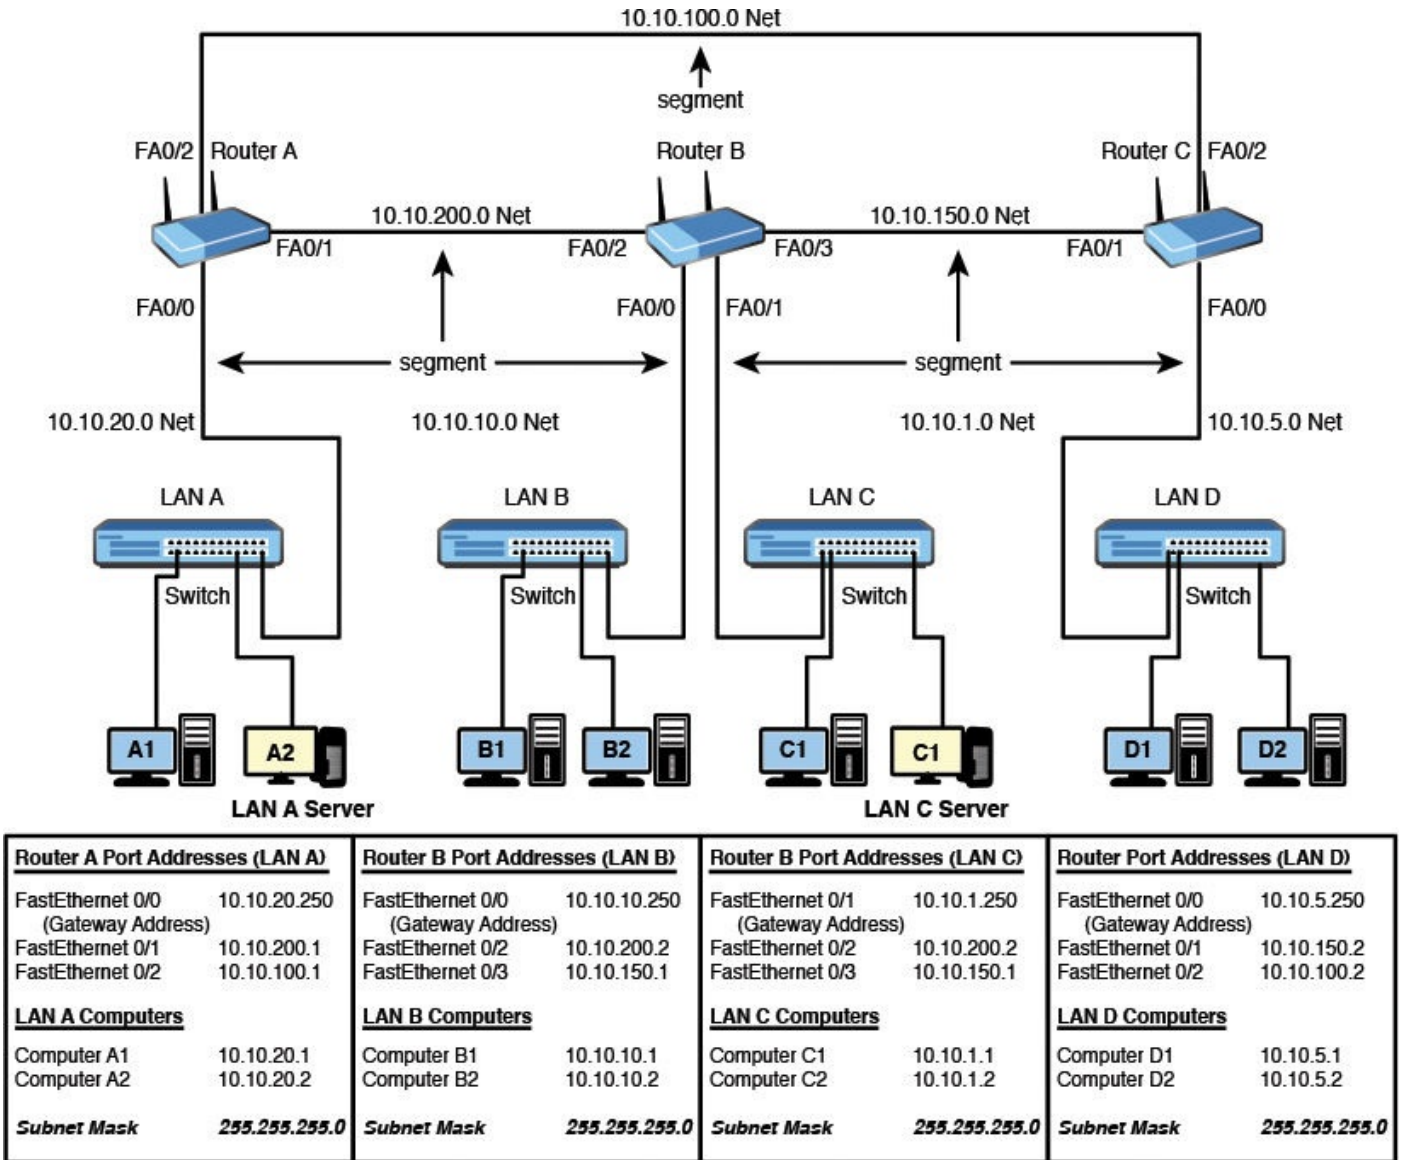 10.10.100.0 Net
segment
FA0/2 Router A
Router B
Router C FA0/2
10.10.200.0 Net
10.10.150.0 Net
FA0/1
FA0/2
FA0/3
FA0/1
FA0/0
FA0/0
FA0/1
FA0/0
segment
segment
10.10.20.0 Net
10.10.10.0 Net
10.10.1.0 Net
10.10.5.0 Net
LAN A
LAN B
LAN C
LAN D
Switch
Switch
Switch
Switch
A1
A2
B1
B2
C1
C1
D1
D2
LAN A Server
LAN C Server
Router A Port Addresses (LAN A)
FastEthernet 0/0 10.10.20.250
(Gateway Address)
FastEthernet 0/1 10.10.200.1
FastEthernet 0/2 10.10.100.1
LAN A Computers
Computer A1 10.10.20.1
Computer A2 10.10.20.2
Subnet Mask 255.255.255.0
Router B Port Addresses (LAN B)
FastEthernet 0/0 10.10.10.250
(Gateway Address)
FastEthernet 0/2 10.10.200.2
FastEthernet 0/3 10.10.150.1
LAN B Computers
Computer B1 10.10.10.1
Computer B2 10.10.10.2
Subnet Mask 255.255.255.0
Router B Port Addresses (LAN C)
FastEthernet 0/1 10.10.1.250
(Gateway Address)
FastEthernet 0/2 10.10.200.2
FastEthernet 0/3 10.10.150.1
LAN C Computers
Computer C1 10.10.1.1
Computer C2 10.10.1.2
Subnet Mask 255.255.255.0
Router Port Addresses (LAN D)
FastEthernet 0/0 10.10.5.250
(Gateway Address)
FastEthernet 0/1 10.10.150.2
FastEthernet 0/2 10.10.100.2
LAN D Computers
Computer D1 10.10.5.1
Computer D2 10.10.5.2
Subnet Mask 255.255.255.0